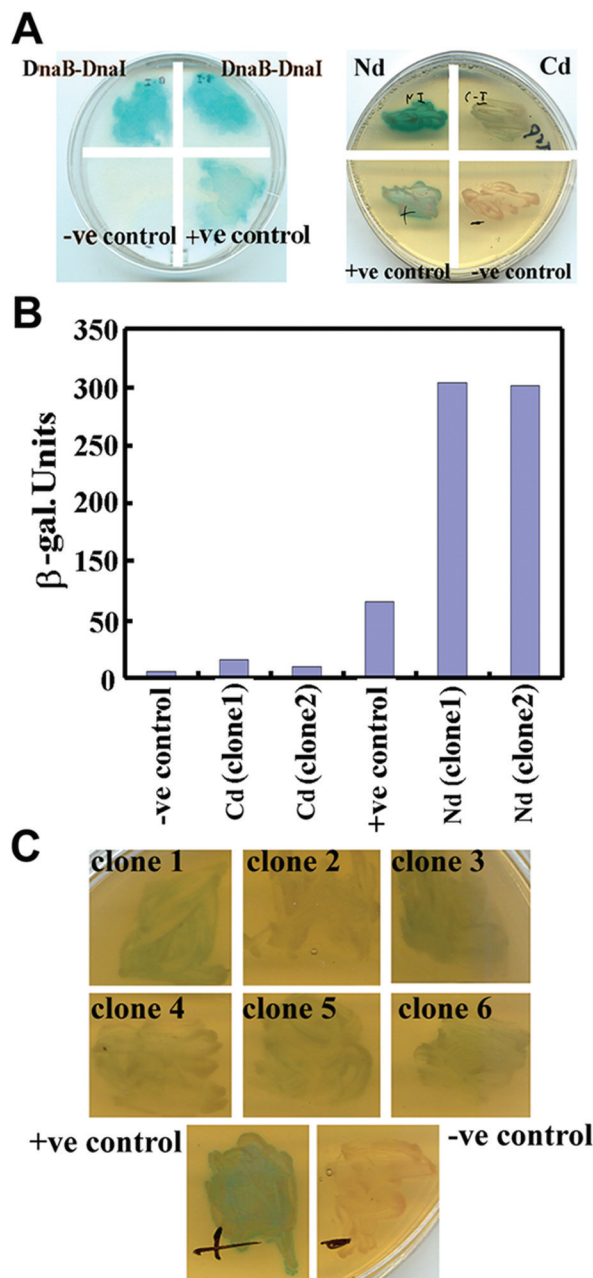 A
DnaB-DnaI
DnaB-DnaI
-ve control
+ve control
Nd
Cd
N I
C-I
+
-
+ve control
-ve control
B
β-gal. Units
350
300
250
200
150
50
0
-ve control
Cd (clone1)
Cd (clone2)
+ve control
Nd (clone1)
Nd (clone2)
C
clone 1
clone 2
clone 3
clone 4
clone 5
clone 6
+ve control
-ve control
+
-